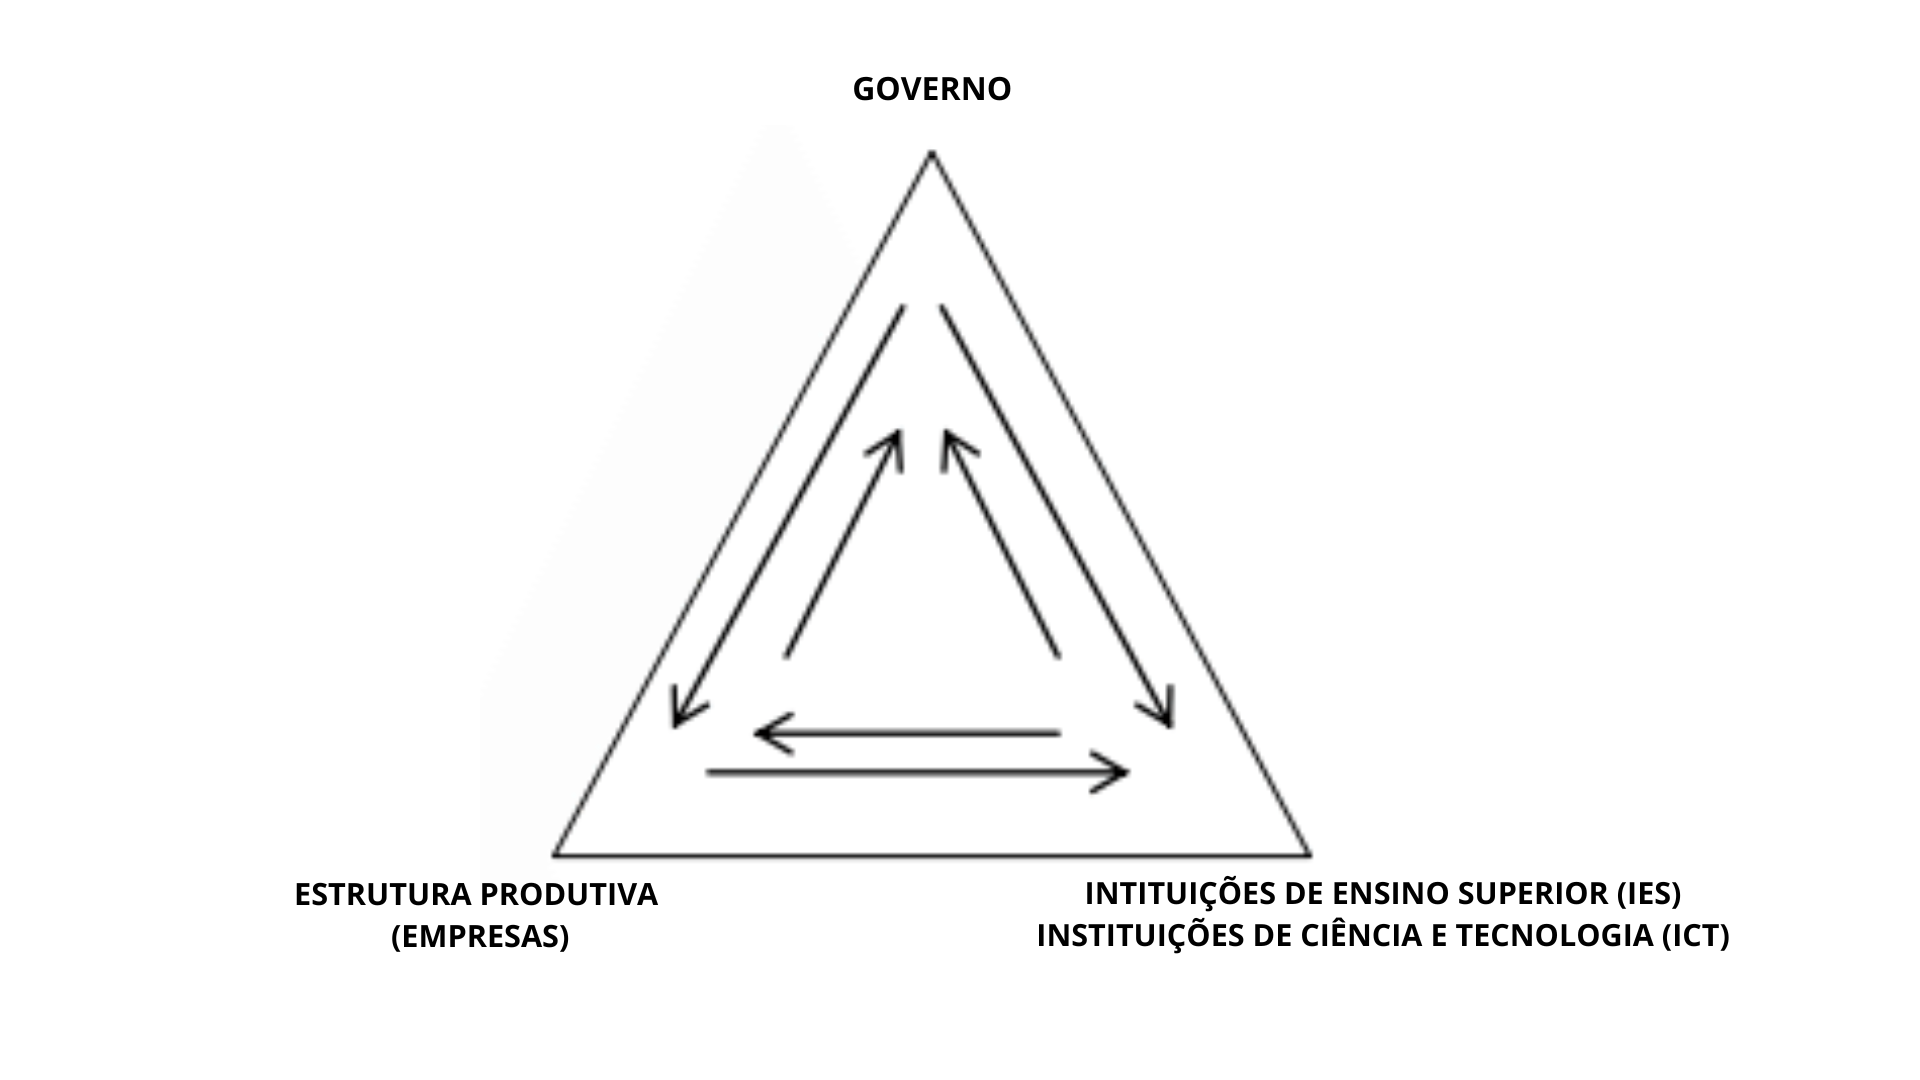 GOVERNO
ESTRUTURA PRODUTIVA
(EMPRESAS)
INTITUIÇÕES DE ENSINO SUPERIOR (IES)
INSTITUIÇÕES DE CIÊNCIA E TECNOLOGIA (ICT)